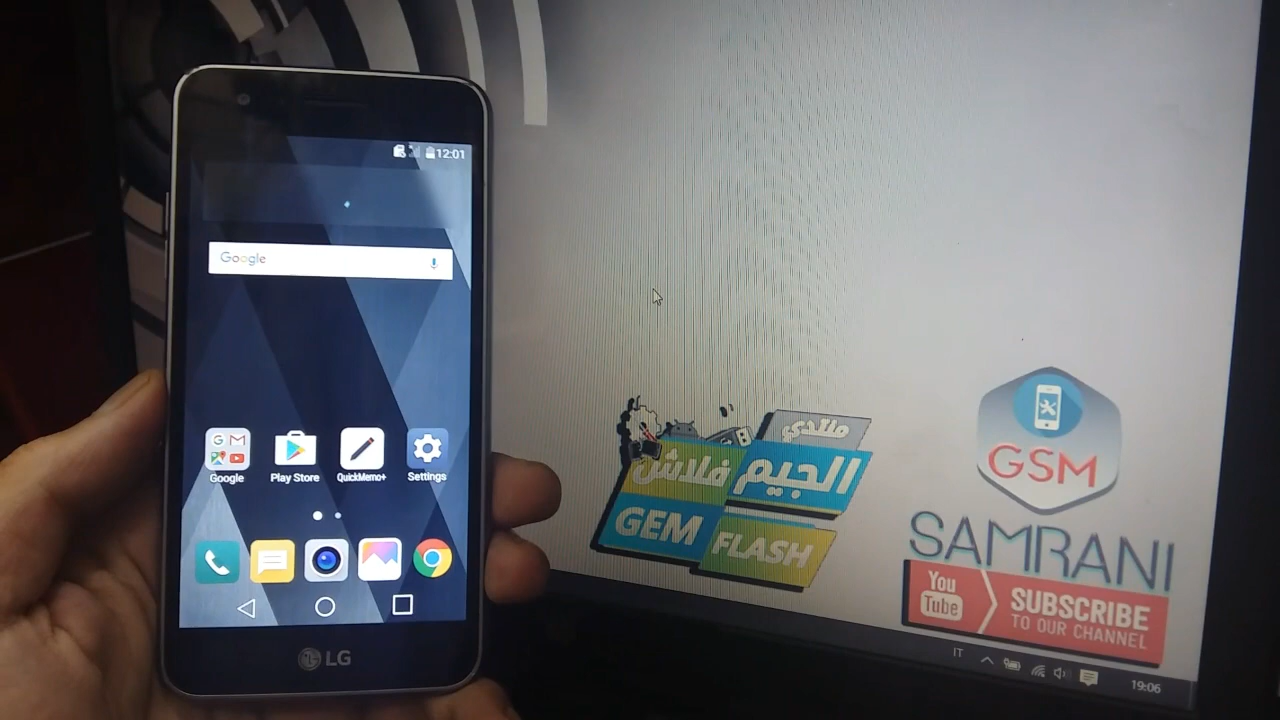 12:01
Google
G M
Google
Play Store
QuickMemo+
Settings
LG
منتدي
الجيم فلاش
GEM
FLASH
GSM
SAMRANI
You
Tube
SUBSCRIBE
TO OUR CHANNEL
IT
19:06